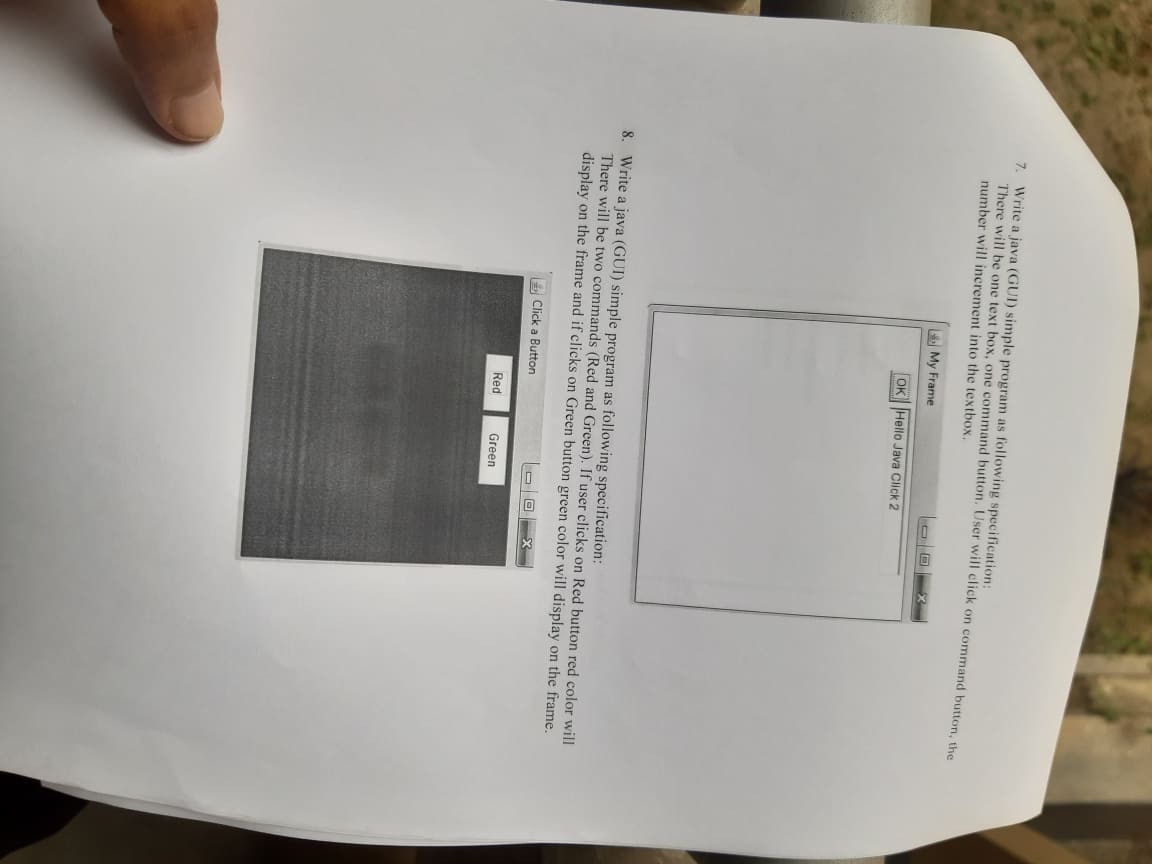 7. Write a java (GUI) simple program as following specification:
There will be one text box, one command button. User will click on command button, the
number will increment into the textbox.
My Frame
OK Hello Java Click 2
8. Write a java (GUI) simple program as following specification:
There will be two commands (Red and Green). If user clicks on Red button red color will
display on the frame and if clicks on Green button green color will display on the frame.
Click a Button
Red Green